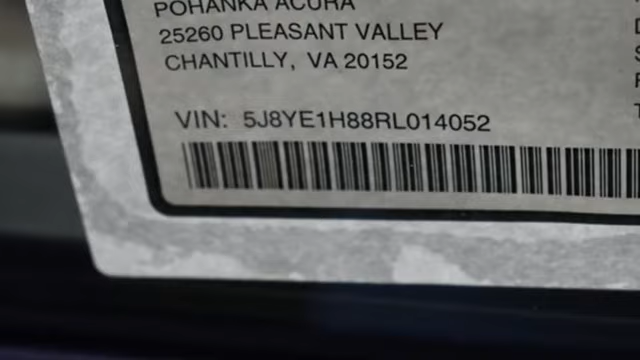 POHANKA ACURA
25260 PLEASANT VALLEY
CHANTILLY, VA 20152
VIN: 5J8YE1H88RL014052